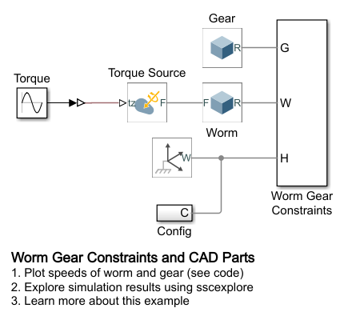 Gear
R
G
Torque
Torque Source
tz
F
F
R
W
Worm
W
H
C
Config
Worm Gear
Constraints
Worm Gear Constraints and CAD Parts
1. Plot speeds of worm and gear (see code)
2. Explore simulation results using sscexplore
3. Learn more about this example